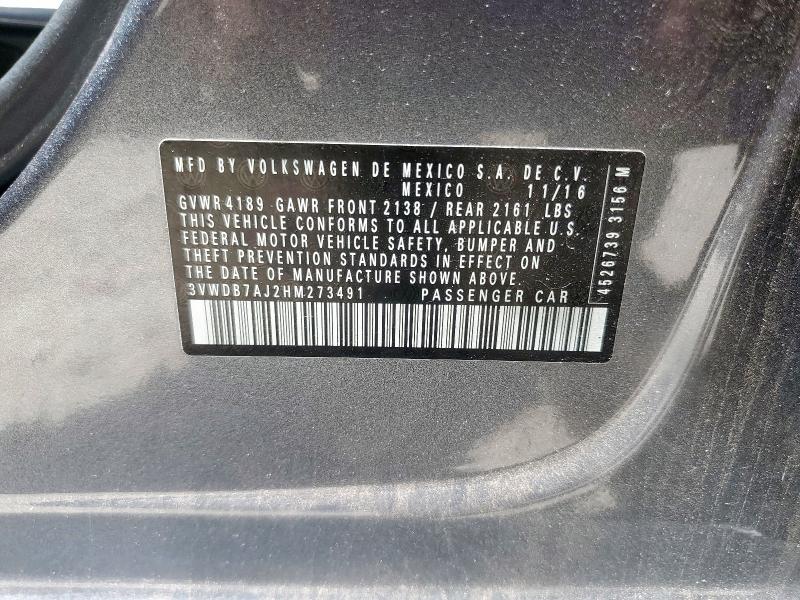 MFD BY VOLKSWAGEN DE MEXICO S.A. DE C.V.
MEXICO 11/16
GVWR 4189 GAWR FRONT 2138 / REAR 2161 LBS
THIS VEHICLE CONFORMS TO ALL APPLICABLE U.S.
FEDERAL MOTOR VEHICLE SAFETY, BUMPER AND
THEFT PREVENTION STANDARDS IN EFFECT ON
THE DATE OF MANUFACTURE SHOWN ABOVE.
3VWDB7AJ2HM273491 PASSENGER CAR
4526739 3156 M